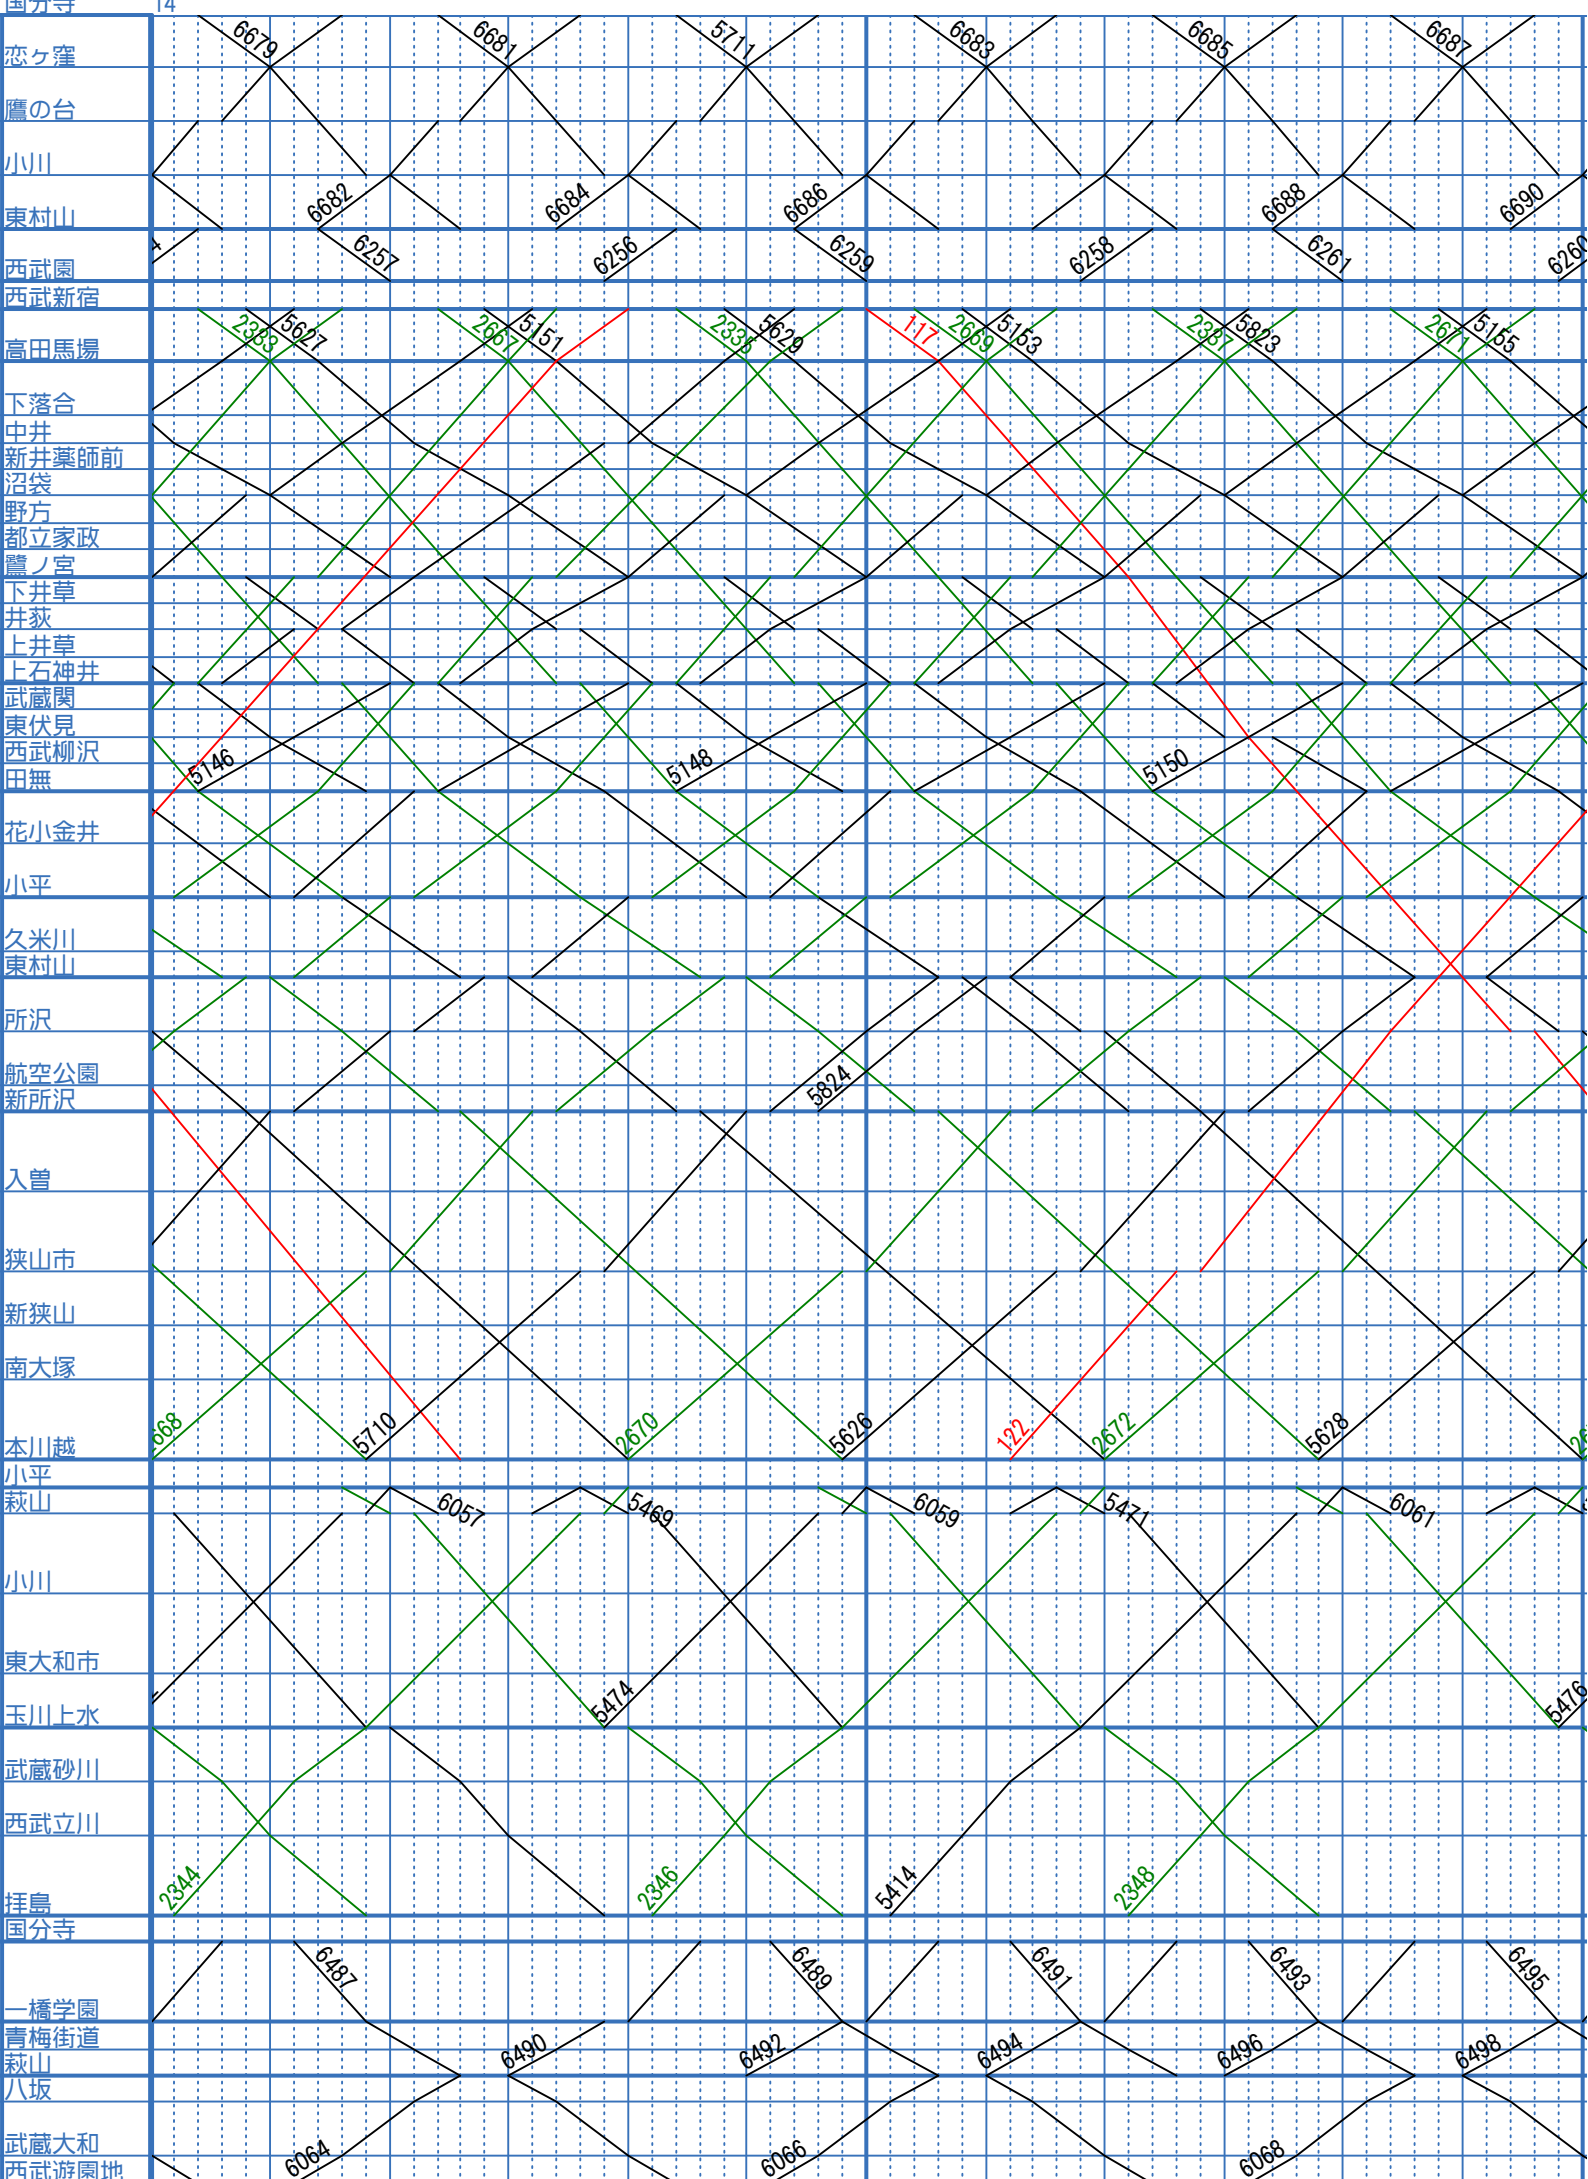 国分寺 14
恋ヶ窪 6679 6681 5711 6683 6685 6687
鷹の台
小川
東村山 6682 6684 6686 6688 6690
西武園 4 6257 6256 6259 6258 6261 6260
西武新宿
高田馬場 2333 5627 2667 5151 2335 5629 117 2669 5153 2337 5823 2671 5155
下落合
中井
新井薬師前
沼袋
野方
都立家政
鷺ノ宮
下井草
井荻
上井草
上石神井
武蔵関
東伏見
西武柳沢
田無 5146 5148 5150
花小金井
小平
久米川
東村山
所沢
航空公園
新所沢 5824
入曽
狭山市
新狭山
南大塚
本川越 2668 5710 2670 5626 122 2672 5628
小平
萩山 6057 5469 6059 5471 6061
小川
東大和市
玉川上水 5474 5476
武蔵砂川
西武立川
拝島 2344 2346 5414 2348
国分寺
一橋学園 6487 6489 6491 6493 6495
青梅街道
萩山 6490 6492 6494 6496 6498
八坂
武蔵大和 6064 6066 6068
西武遊園地